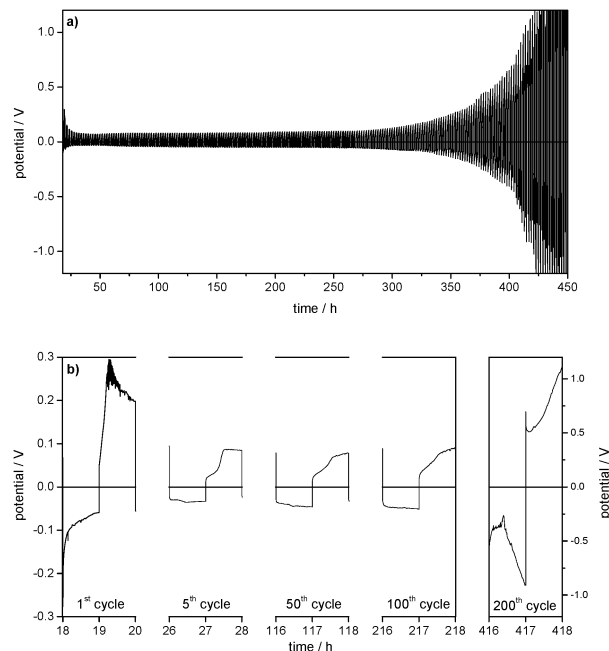 a)
potential / V
1.0
0.5
0.0
-0.5
-1.0
50 100 150 200 250 300 350 400 450
time / h
b)
potential / V
0.3
0.2
0.1
0.0
-0.1
-0.2
-0.3
1st cycle
5th cycle
50th cycle
100th cycle
200th cycle
18 19 20
26 27 28
116 117 118
216 217 218
416 417 418
1.0
0.5
0.0
-0.5
-1.0
potential / V
time / h